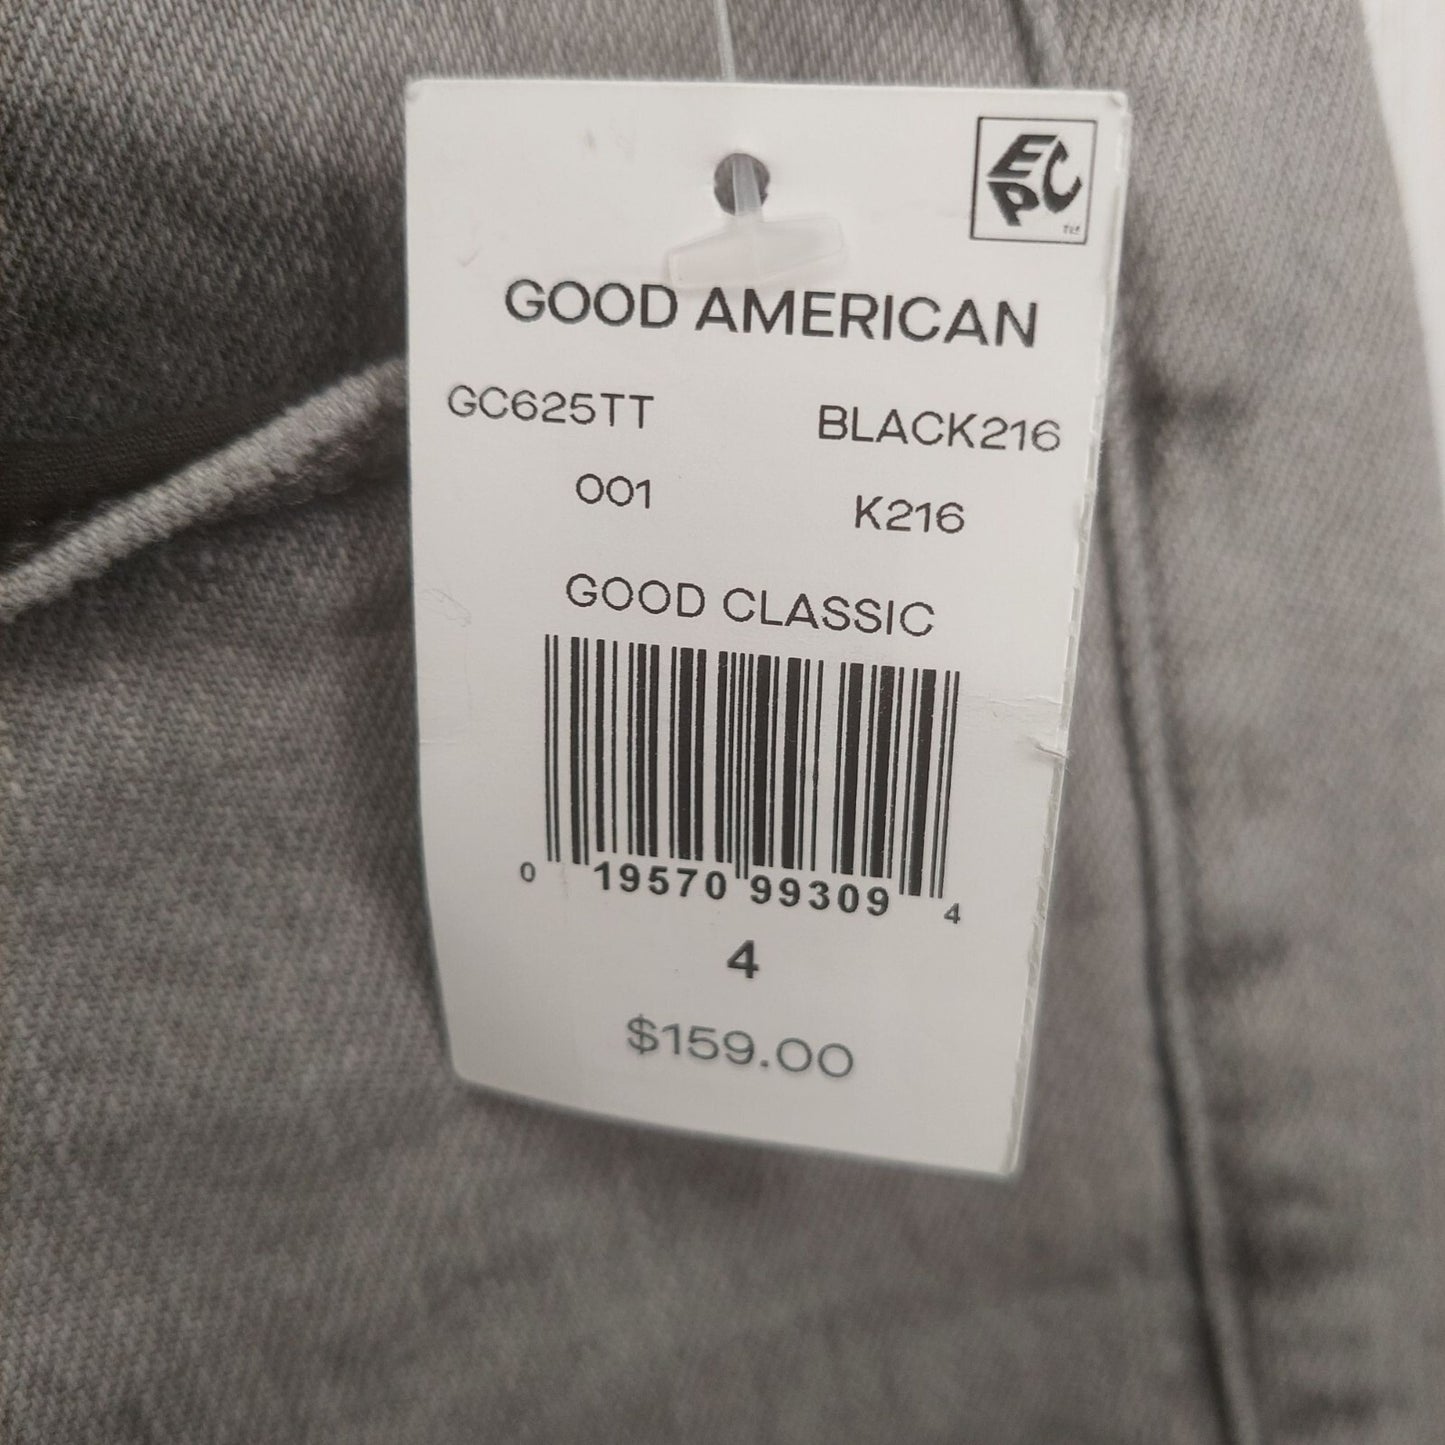 EPC
GOOD AMERICAN
GC625TT BLACK216
001 K216
GOOD CLASSIC
0 19570 99309 4
4
$159.00